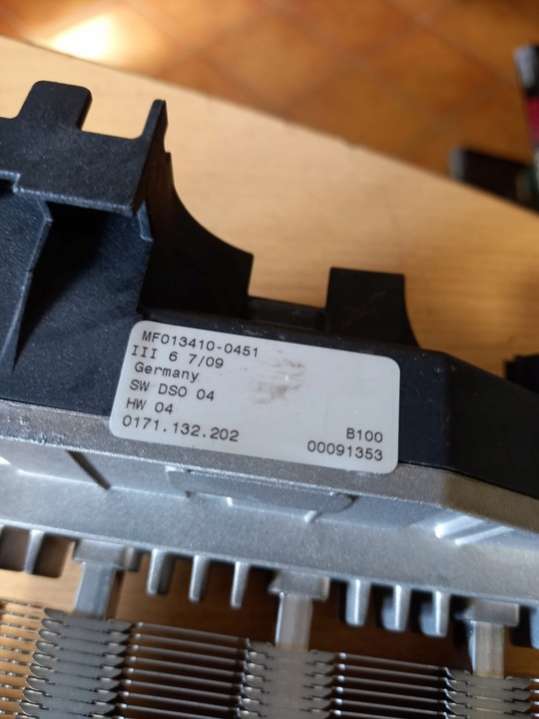 MF013410-0451
III 6 7/09
Germany
SW DSO 04
HW 04
0171.132.202
B100
00091353